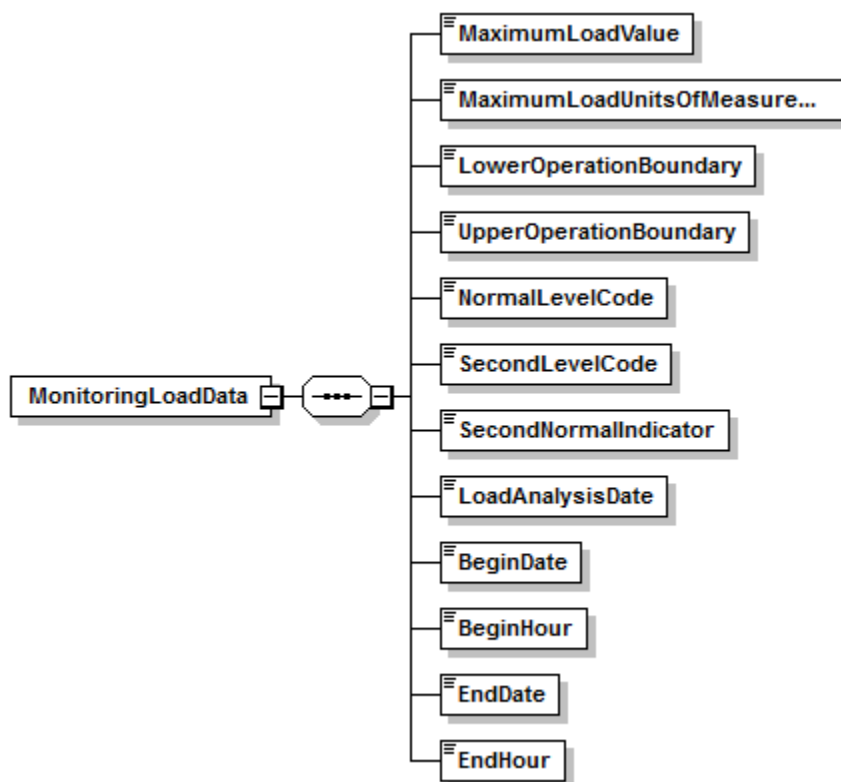 MaximumLoadValue
MaximumLoadUnitsOfMeasure...
LowerOperationBoundary
UpperOperationBoundary
NormalLevelCode
SecondLevelCode
MonitoringLoadData
SecondNormalIndicator
LoadAnalysisDate
BeginDate
BeginHour
EndDate
EndHour